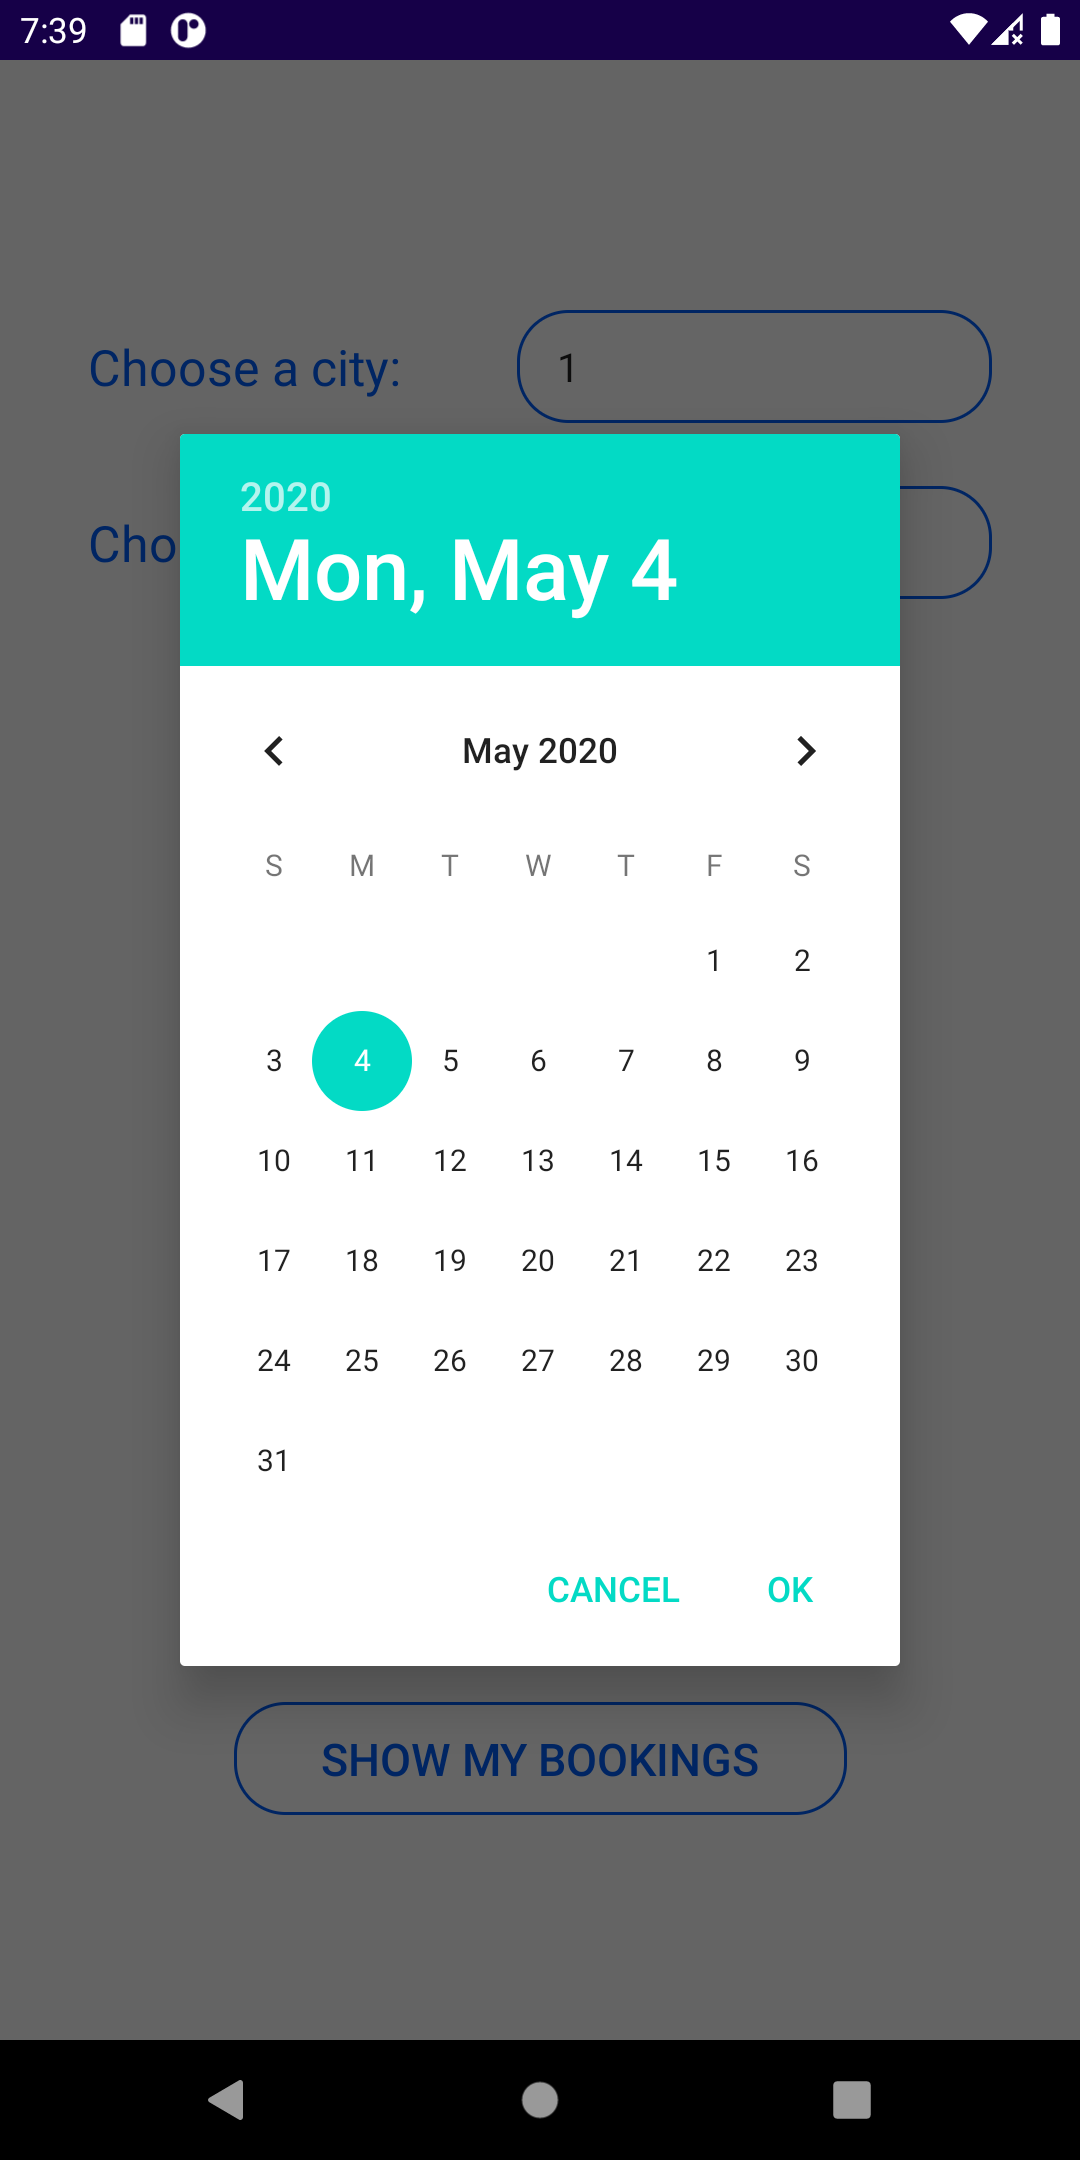 7:39
Choose a city:
1
Cho
2020
Mon, May 4
May 2020
S M T W T F S
1 2
3 4 5 6 7 8 9
10 11 12 13 14 15 16
17 18 19 20 21 22 23
24 25 26 27 28 29 30
31
CANCEL OK
SHOW MY BOOKINGS